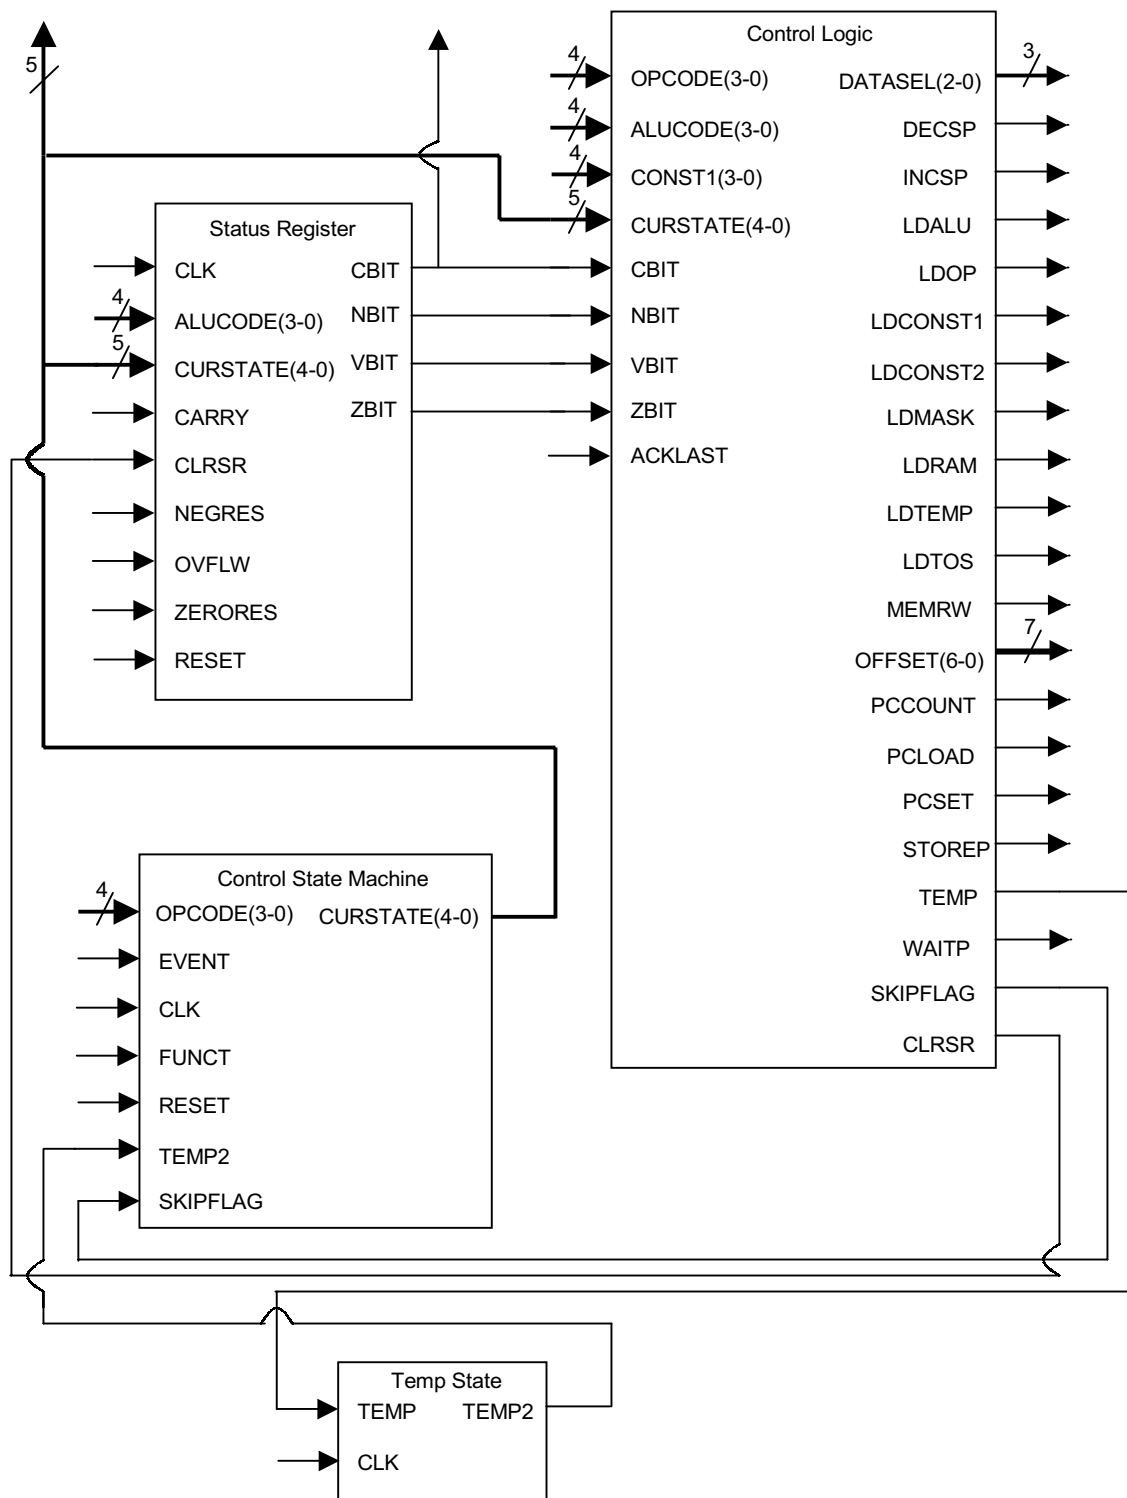 Control Logic
5
4
OPCODE(3-0)
DATASEL(2-0)
3
4
ALUCODE(3-0)
DECSP
4
CONST1(3-0)
INCSP
5
CURSTATE(4-0)
LDALU
CBIT
LDOP
NBIT
LDCONST1
VBIT
LDCONST2
ZBIT
LDMASK
ACKLAST
LDRAM
LDTEMP
LDTOS
MEMRW
OFFSET(6-0)
7
PCCOUNT
PCLOAD
PCSET
STOREP
TEMP
WAITP
SKIPFLAG
CLRSR
Status Register
CLK
CBIT
4
ALUCODE(3-0)
NBIT
5
CURSTATE(4-0)
VBIT
CARRY
ZBIT
CLRSR
NEGRES
OVFLW
ZERORES
RESET
Control State Machine
4
OPCODE(3-0)
CURSTATE(4-0)
EVENT
CLK
FUNCT
RESET
TEMP2
SKIPFLAG
Temp State
TEMP
TEMP2
CLK